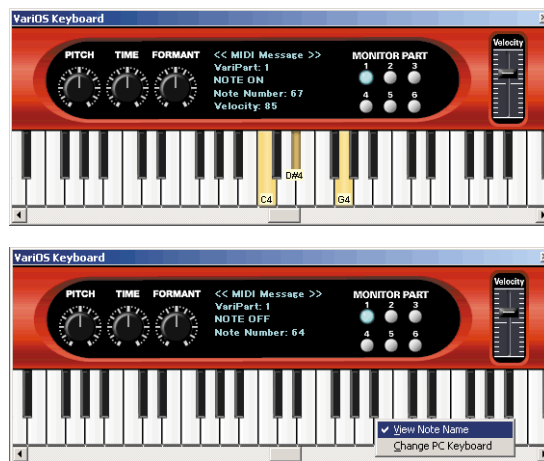 VariOS Keyboard
PITCH TIME FORMANT
<< MIDI Message >>
VariPart: 1
NOTE ON
Note Number: 67
Velocity: 85
MONITOR PART
2 3
4 5 6
Velocity
D#4
C4 G4
VariOS Keyboard
PITCH TIME FORMANT
<< MIDI Message >>
VariPart: 1
NOTE OFF
Note Number: 64
MONITOR PART
1 2 3
4 5 6
Velocity
View Note Name
Change PC Keyboard